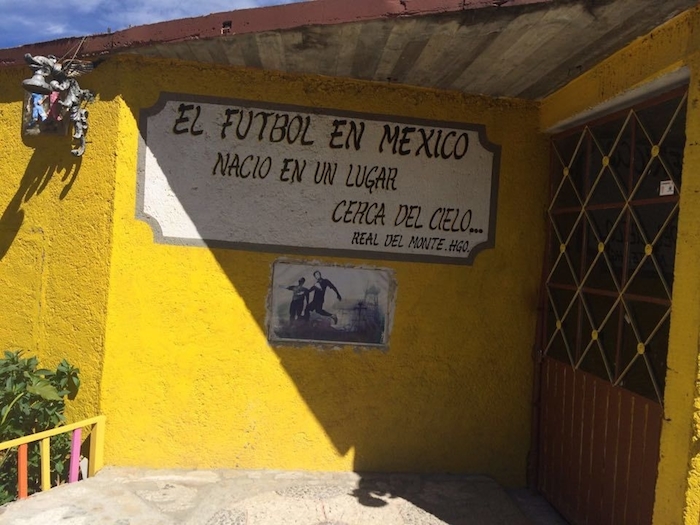 EL FUTBOL EN MEXICO
NACIO EN UN LUGAR
CERCA DEL CIELO...
REAL DEL MONTE.HGO.